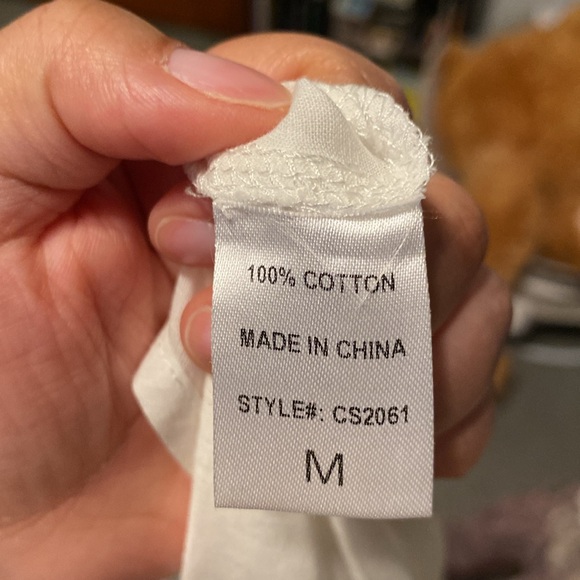 100% COTTON
MADE IN CHINA
STYLE#: CS2061
M